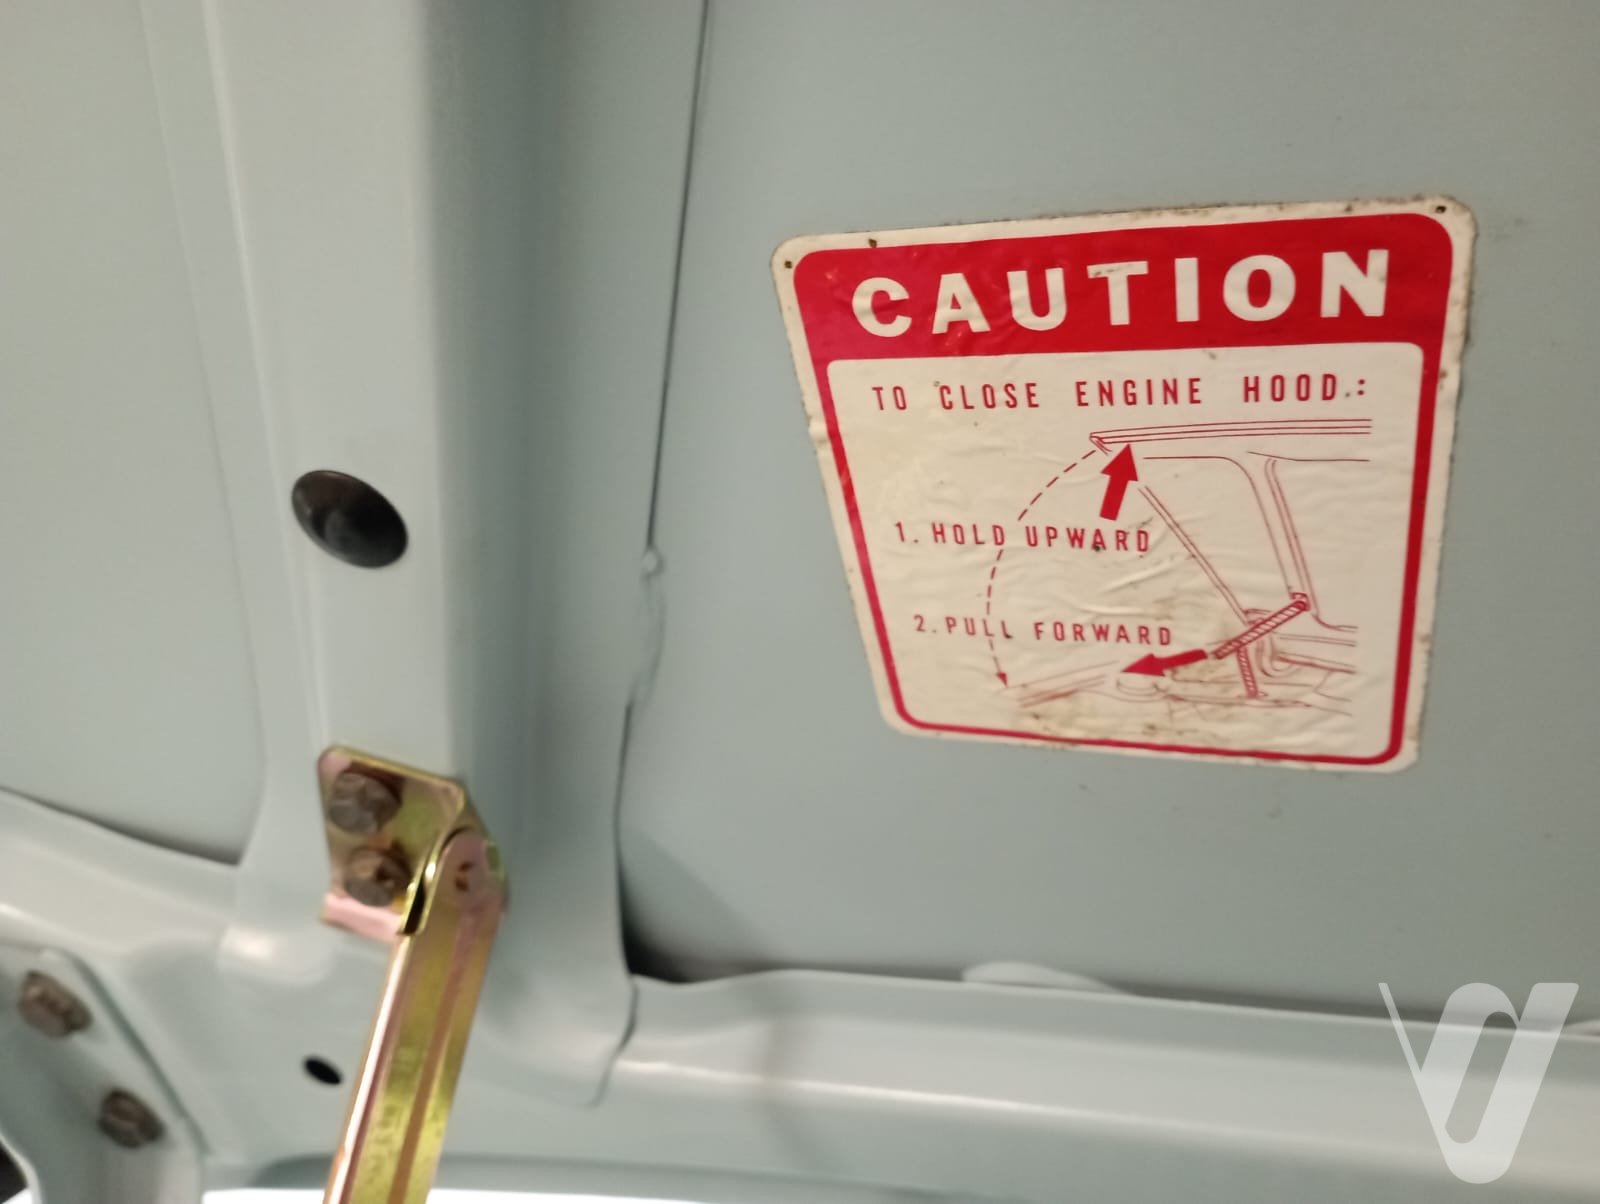 CAUTION
TO CLOSE ENGINE HOOD.:
1. HOLD UPWARD
2. PULL FORWARD